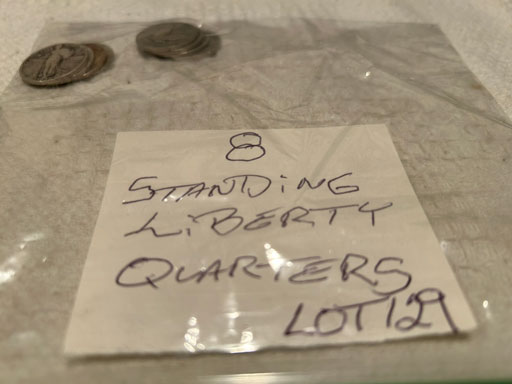 8
STANDING
LIBERTY
QUARTERS
LOT 129